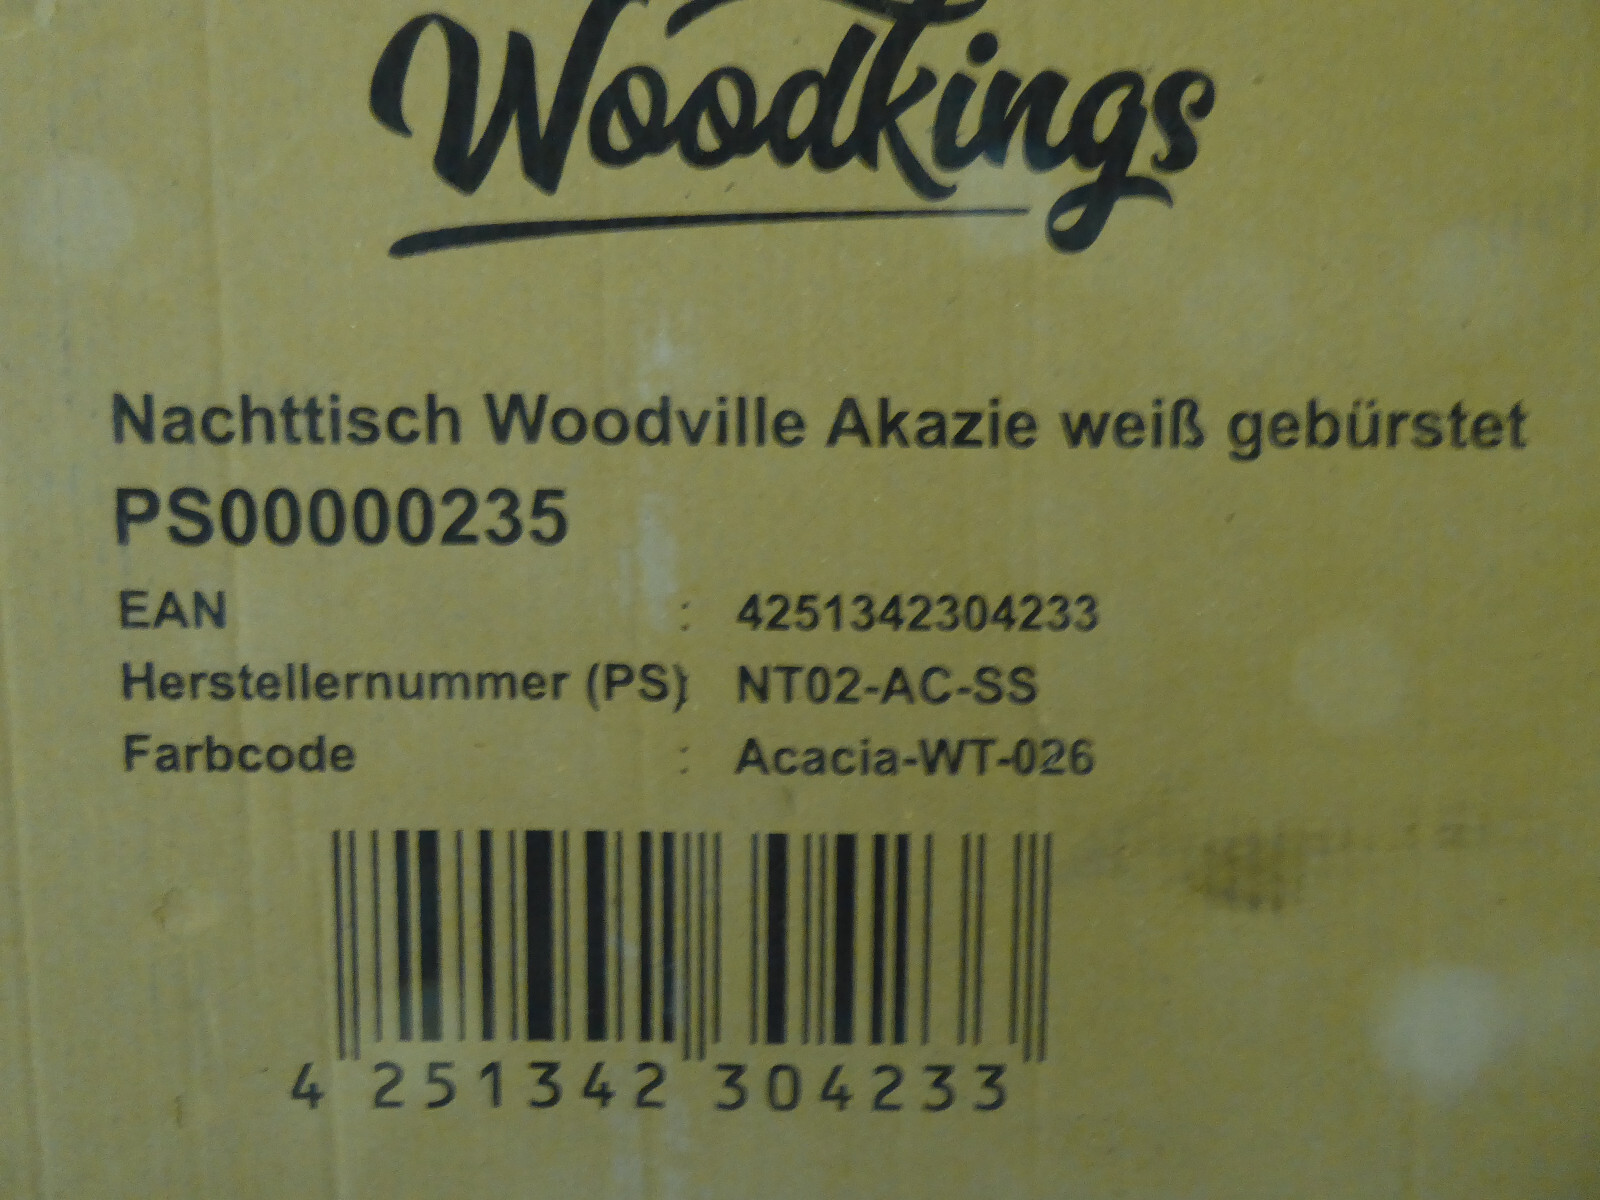 Woodkings
Nachttisch Woodville Akazie weiß gebürstet
PS00000235
EAN : 4251342304233
Herstellernummer (PS) NT02-AC-SS
Farbcode : Acacia-WT-026
4 251342 304233